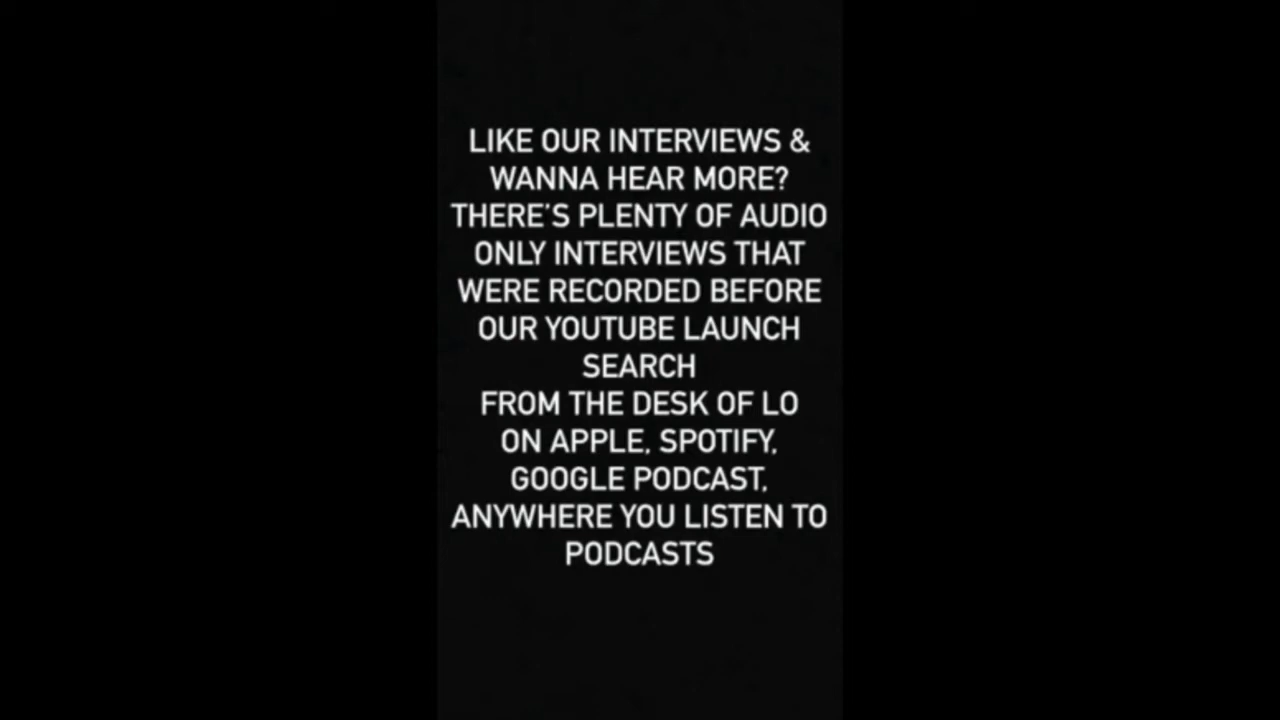 LIKE OUR INTERVIEWS &
WANNA HEAR MORE?
THERE'S PLENTY OF AUDIO
ONLY INTERVIEWS THAT
WERE RECORDED BEFORE
OUR YOUTUBE LAUNCH
SEARCH
FROM THE DESK OF LO
ON APPLE, SPOTIFY,
GOOGLE PODCAST,
ANYWHERE YOU LISTEN TO
PODCASTS